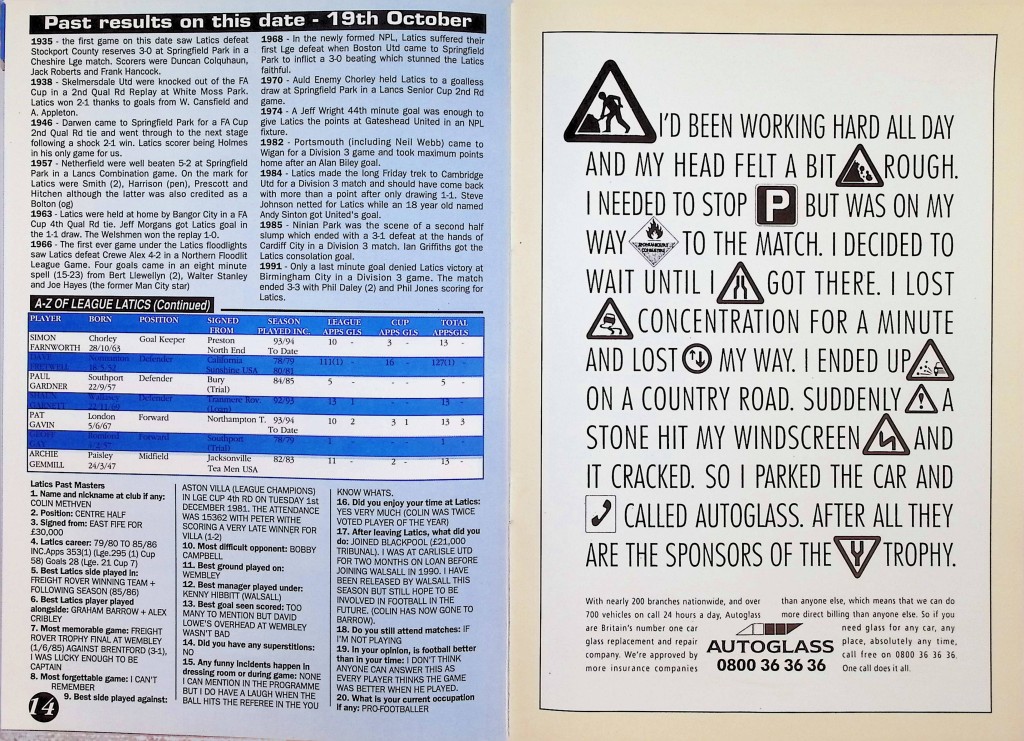 Past results on this date - 19th October
1935 - the first game on this date saw Latics defeat
Stockport County reserves 3-0 at Springfield Park in a
Cheshire Lge match. Scorers were Duncan Colquhaun,
Jack Roberts and Frank Hancock.
1938 - Skelmersdale Utd were knocked out of the FA
Cup in a 2nd Qual Rd Replay at White Moss Park.
Latics won 2-1 thanks to goals from W. Cansfield and
A. Appleton.
1946 - Darwen came to Springfield Park for a FA Cup
2nd Qual Rd tie and went through to the next stage
following a shock 2-1 win. Latics scorer being Holmes
in his only game for us.
1957 - Netherfield were well beaten 5-2 at Springfield
Park in a Lancs Combination game. On the mark for
Latics were Smith (2), Harrison (pen), Prescott and
Hitchen although the latter was also credited as a
Bolton (og)
1963 - Latics were held at home by Bangor City in a FA
Cup 4th Qual Rd tie. Jeff Morgans got Latics goal in
the 1-1 draw. The Welshmen won the replay 1-0.
1966 - The first ever game under the Latics floodlights
saw Latics defeat Crewe Alex 4-2 in a Northern Floodlit
League Game. Four goals came in an eight minute
spell (15-23) from Bert Llewellyn (2), Walter Stanley
and Joe Hayes (the former Man City star)
1968 - In the newly formed NPL, Latics suffered their
first Lge defeat when Boston Utd came to Springfield
Park to inflict a 3-0 beating which stunned the Latics
faithful.
1970 - Auld Enemy Chorley held Latics to a goalless
draw at Springfield Park in a Lancs Senior Cup 2nd Rd
game.
1974 - A Jeff Wright 44th minute goal was enough to
give Latics the points at Gateshead United in an NPL
fixture.
1982 - Portsmouth (including Neil Webb) came to
Wigan for a Division 3 game and took maximum points
home after an Alan Biley goal.
1984 - Latics made the long Friday trek to Cambridge
Utd for a Division 3 match and should have come back
with more than a point after only drawing 1-1. Steve
Johnson netted for Latics while an 18 year old named
Andy Sinton got United's goal.
1985 - Ninian Park was the scene of a second half
slump which ended with a 3-1 defeat at the hands of
Cardiff City in a Division 3 match. Ian Griffiths got the
Latics consolation goal.
1991 - Only a last minute goal denied Latics victory at
Birmingham City in a Division 3 game. The match
ended 3-3 with Phil Daley (2) and Phil Jones scoring for
Latics.
A-Z OF LEAGUE LATICS (Continued)
PLAYER BORN POSITION SIGNED FROM SEASON PLAYED INC. LEAGUE APPS GLS CUP APPS GLS TOTAL APPSGLS
SIMON FARNWORTH Chorley 28/10/63 Goal Keeper Preston North End 93/94 To Date 10 - 3 - 13 -
Defender California Sunshine USA 78/79 80/81 111(1) - 16 - 127(1) -
PAUL GARDNER Southport 22/9/57 Defender Bury (Trial) 84/85 5 - - - 5 -
Defender Tranmere Rov. (Loan) 92/93 13 1 - - 13 -
PAT GAVIN London 5/6/67 Forward Northampton T. 93/94 To Date 10 2 3 1 13 3
Forward Southport (Trial) 78/79 1 - - - 1 -
ARCHIE GEMMILL Paisley 24/3/47 Midfield Jacksonville Tea Men USA 82/83 11 - 2 - 13 -
Latics Past Masters
1. Name and nickname at club if any:
COLIN METHVEN
2. Position: CENTRE HALF
3. Signed from: EAST FIFE FOR
£30,000
4. Latics career: 79/80 TO 85/86
INC.Apps 353(1) (Lge.295 (1) Cup
58) Goals 28 (Lge. 21 Cup 7)
5. Best Latics side played in:
FREIGHT ROVER WINNING TEAM +
FOLLOWING SEASON (85/86)
6. Best Latics player played
alongside: GRAHAM BARROW + ALEX
CRIBLEY
7. Most memorable game: FREIGHT
ROVER TROPHY FINAL AT WEMBLEY
(1/6/85) AGAINST BRENTFORD (3-1),
I WAS LUCKY ENOUGH TO BE
CAPTAIN
8. Most forgettable game: I CAN'T
REMEMBER
9. Best side played against:
ASTON VILLA (LEAGUE CHAMPIONS)
IN LGE CUP 4th RD ON TUESDAY 1st
DECEMBER 1981. THE ATTENDANCE
WAS 15362 WITH PETER WITHE
SCORING A VERY LATE WINNER FOR
VILLA (1-2)
10. Most difficult opponent: BOBBY
CAMPBELL
11. Best ground played on:
WEMBLEY
12. Best manager played under:
KENNY HIBBITT (WALSALL)
13. Best goal seen scored: TOO
MANY TO MENTION BUT DAVID
LOWE'S OVERHEAD AT WEMBLEY
WASN'T BAD
14. Did you have any superstitions:
NO
15. Any funny incidents happen in
dressing room or during game: NONE
I CAN MENTION IN THE PROGRAMME
BUT I DO HAVE A LAUGH WHEN THE
BALL HITS THE REFEREE IN THE YOU
KNOW WHATS.
16. Did you enjoy your time at Latics:
YES VERY MUCH (COLIN WAS TWICE
VOTED PLAYER OF THE YEAR)
17. After leaving Latics, what did you
do: JOINED BLACKPOOL (£21,000
TRIBUNAL). I WAS AT CARLISLE UTD
FOR TWO MONTHS ON LOAN BEFORE
JOINING WALSALL IN 1990. I HAVE
BEEN RELEASED BY WALSALL THIS
SEASON BUT STILL HOPE TO BE
INVOLVED IN FOOTBALL IN THE
FUTURE. (COLIN HAS NOW GONE TO
BARROW).
18. Do you still attend matches: IF
I'M NOT PLAYING
19. In your opinion, is football better
than in your time: I DON'T THINK
ANYONE CAN ANSWER THIS AS
EVERY PLAYER THINKS THE GAME
WAS BETTER WHEN HE PLAYED.
20. What is your current occupation
if any: PRO-FOOTBALLER
14
I'D BEEN WORKING HARD ALL DAY
AND MY HEAD FELT A BIT ROUGH.
I NEEDED TO STOP P BUT WAS ON MY
WAY TO THE MATCH. I DECIDED TO
WAIT UNTIL I GOT THERE. I LOST
CONCENTRATION FOR A MINUTE
AND LOST MY WAY. I ENDED UP
ON A COUNTRY ROAD. SUDDENLY A
STONE HIT MY WINDSCREEN AND
IT CRACKED. SO I PARKED THE CAR AND
CALLED AUTOGLASS. AFTER ALL THEY
ARE THE SPONSORS OF THE TROPHY.
With nearly 200 branches nationwide, and over
700 vehicles on call 24 hours a day, Autoglass
are Britain's number one car
glass replacement and repair
company. We're approved by
more insurance companies
than anyone else, which means that we can do
more direct billing than anyone else. So if you
need glass for any car, any
place, absolutely any time,
call free on 0800 36 36 36.
One call does it all.
AUTOGLASS
0800 36 36 36